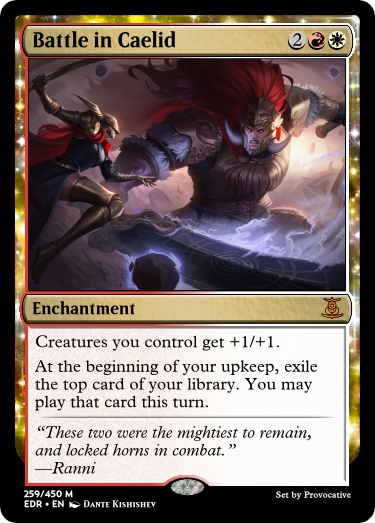 Battle in Caelid 2
Enchantment
Creatures you control get +1/+1.
At the beginning of your upkeep, exile
the top card of your library. You may
play that card this turn.
“These two were the mightiest to remain,
and locked horns in combat.”
—Ranni
259/450 M
EDR • EN Dante Kishishev
Set by Provocative